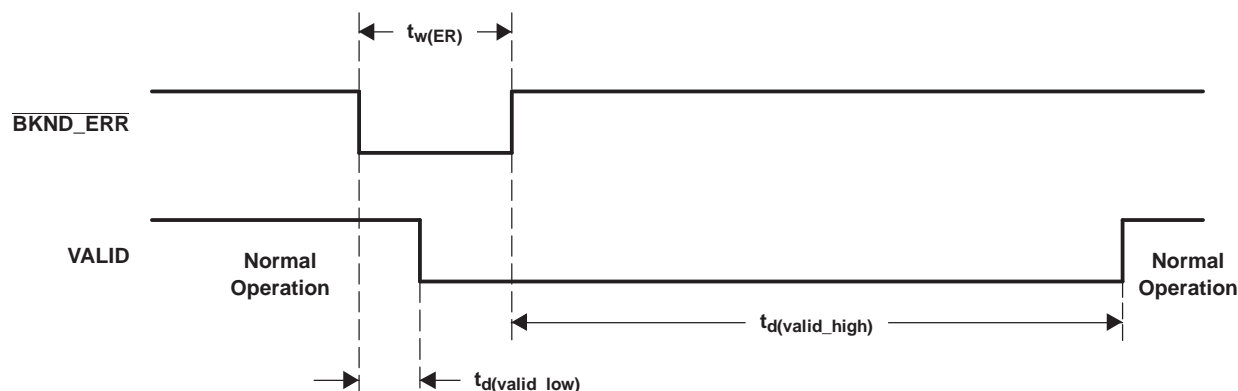 tw(ER)
BKND_ERR
VALID
Normal
Operation
Normal
Operation
td(valid_high)
td(valid_low)